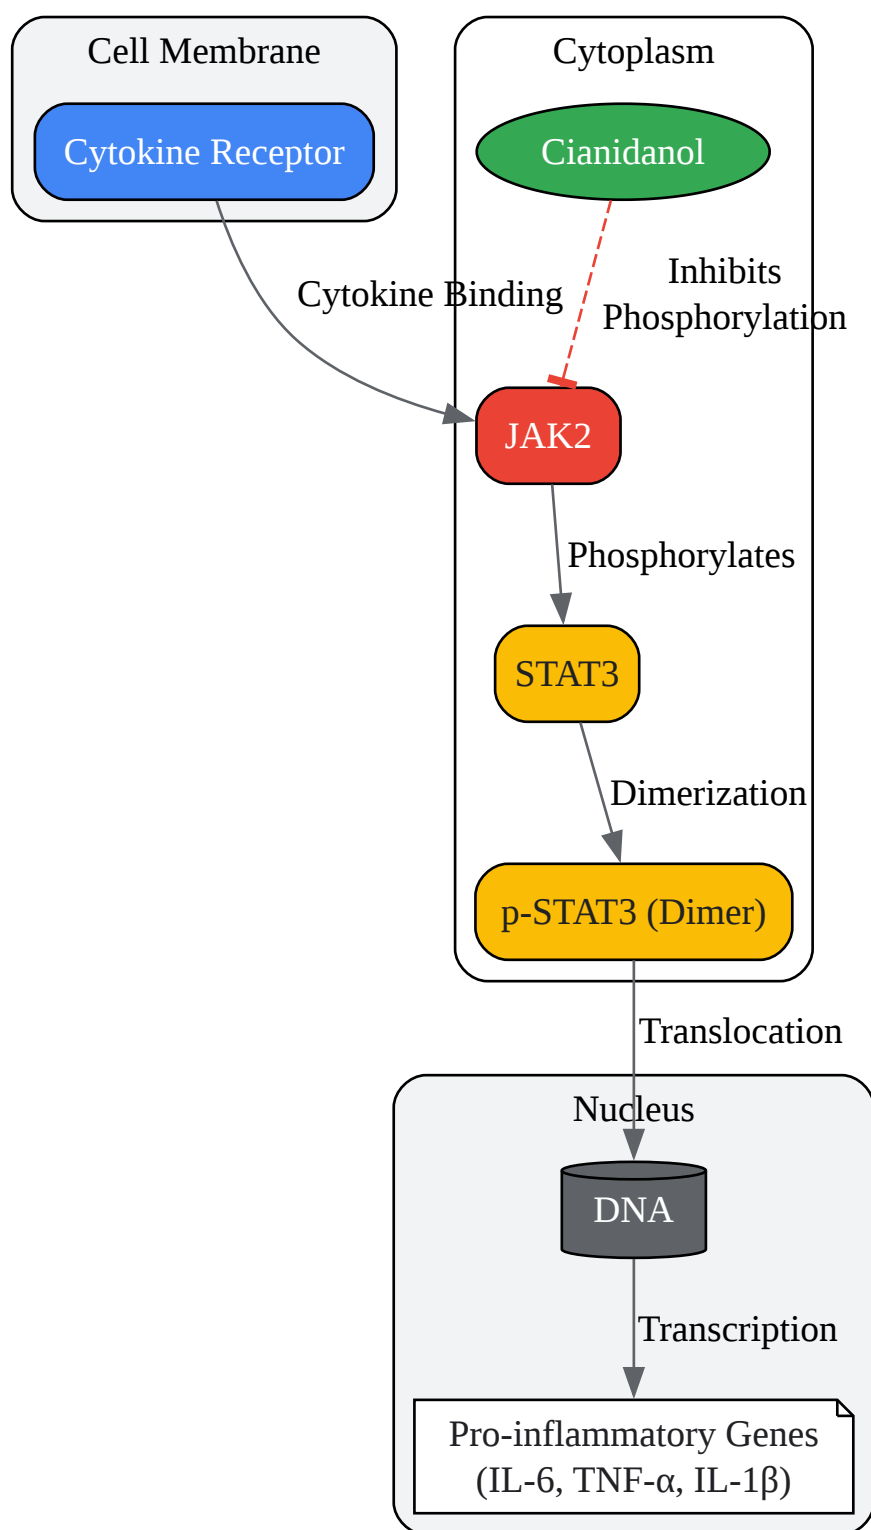 Cell Membrane
Cytokine Receptor
Cytoplasm
Cianidanol
Cytokine Binding
Inhibits
Phosphorylation
JAK2
Phosphorylates
STAT3
Dimerization
p-STAT3 (Dimer)
Translocation
Nucleus
DNA
Transcription
Pro-inflammatory Genes
(IL-6, TNF-α, IL-1β)